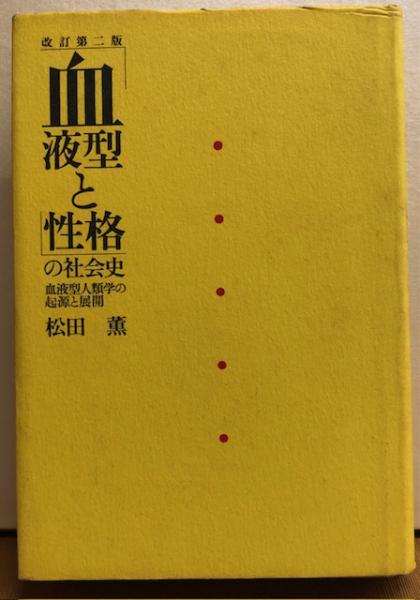 改訂第二版
「血
液型
と
「性格」
の社会史
血液型人類学の
起源と展開
松田 薫